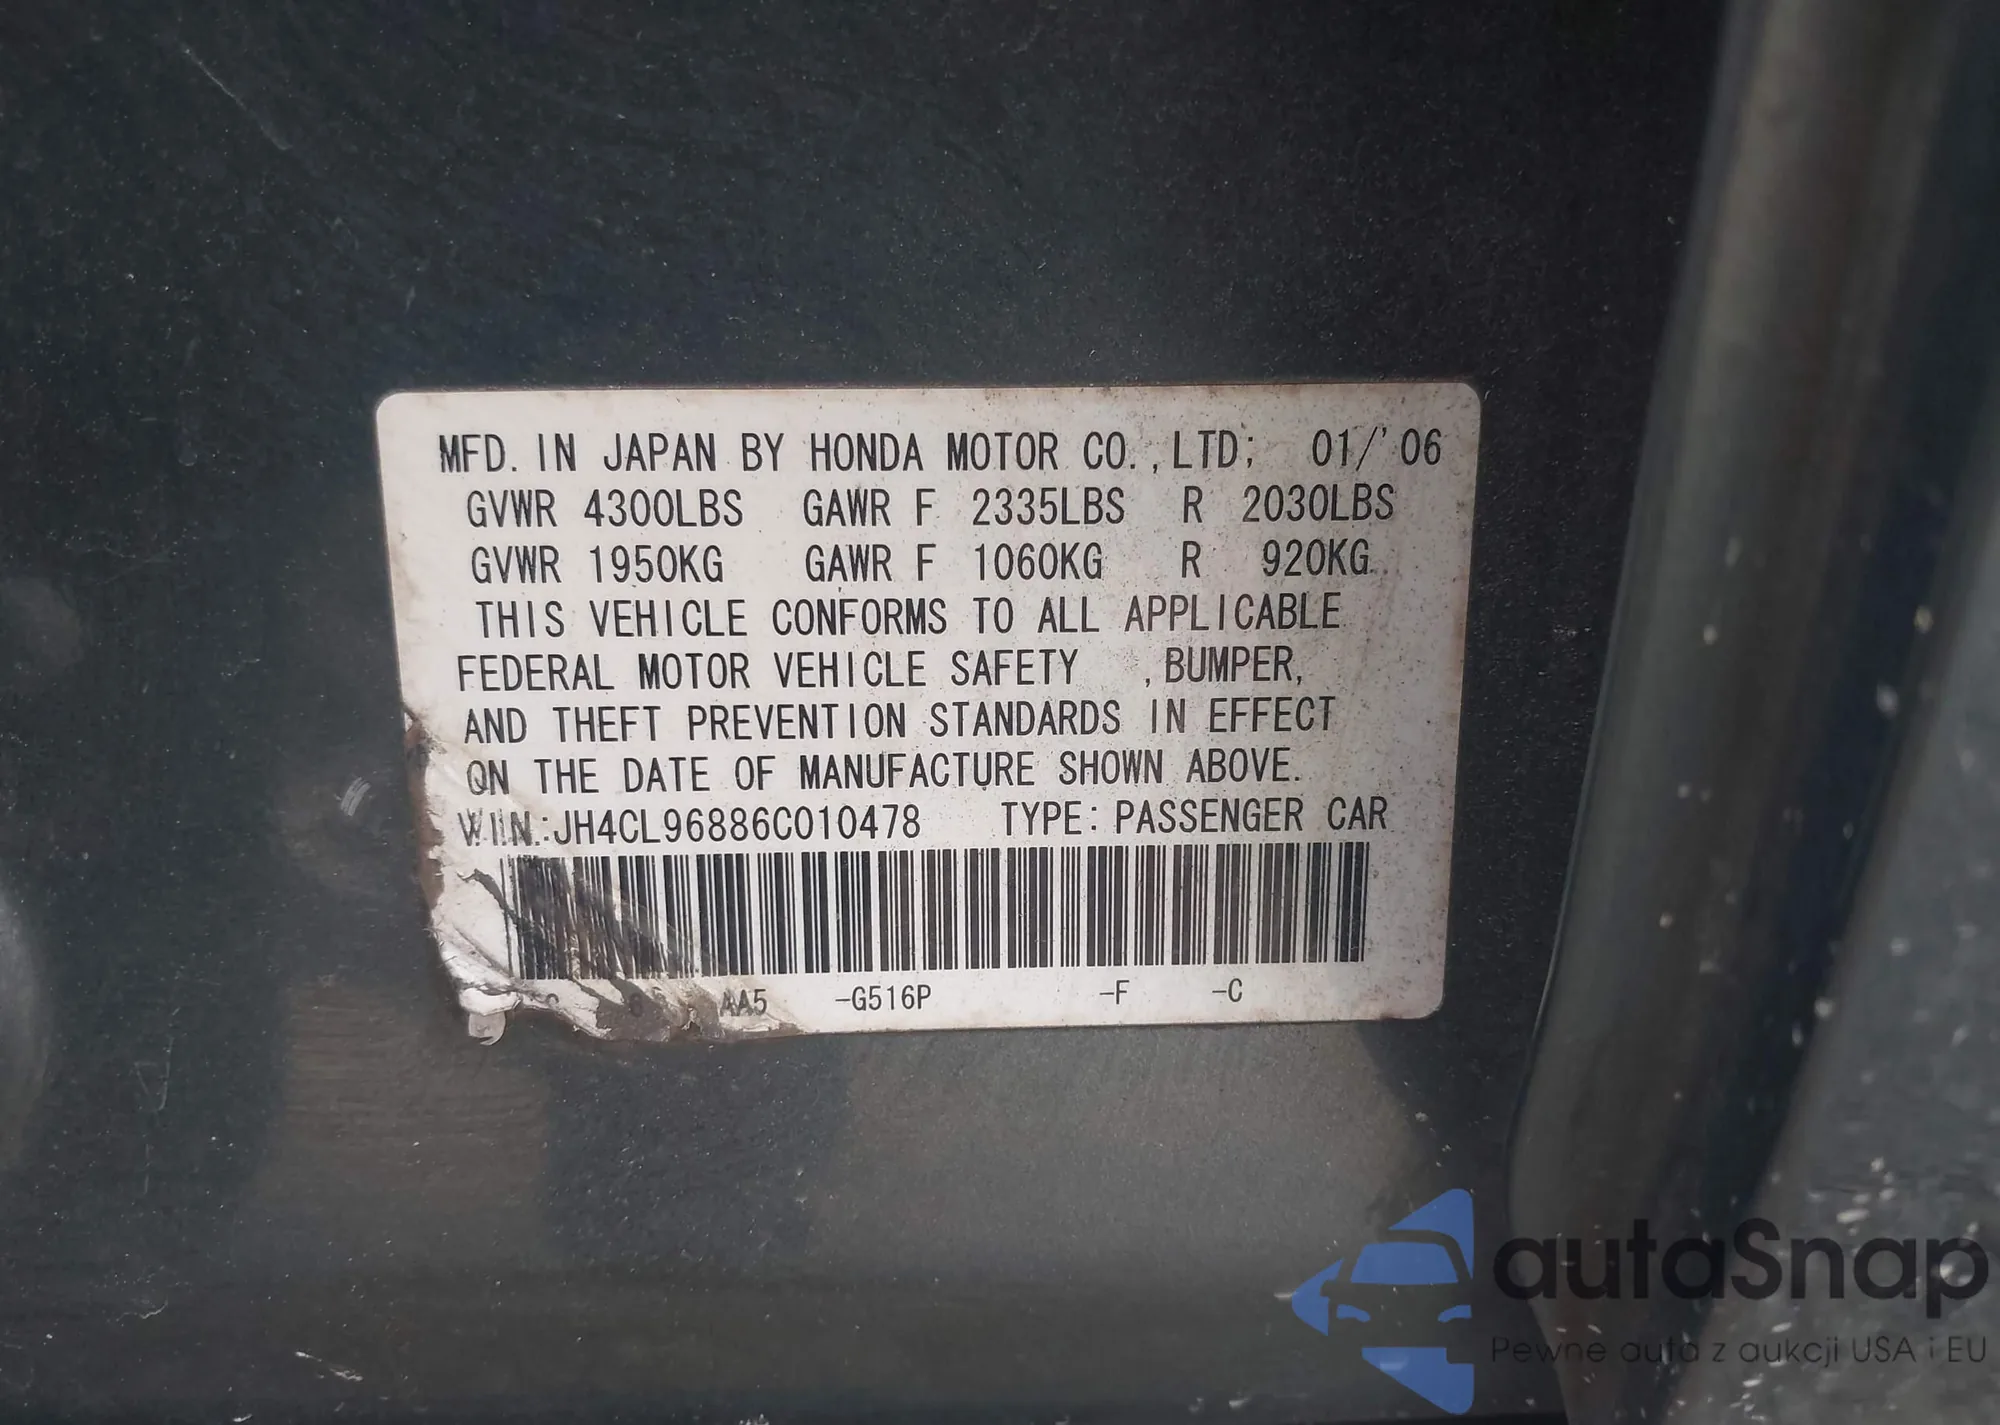 MFD. IN JAPAN BY HONDA MOTOR CO.,LTD; 01/'06
GVWR 4300LBS GAWR F 2335LBS R 2030LBS
GVWR 1950KG GAWR F 1060KG R 920KG
THIS VEHICLE CONFORMS TO ALL APPLICABLE
FEDERAL MOTOR VEHICLE SAFETY ,BUMPER,
AND THEFT PREVENTION STANDARDS IN EFFECT
ON THE DATE OF MANUFACTURE SHOWN ABOVE.
V.I.N.:JH4CL96886C010478 TYPE: PASSENGER CAR
AA5 -G516P -F -C
autaSnap
Pewne auta z aukcji USA i EU